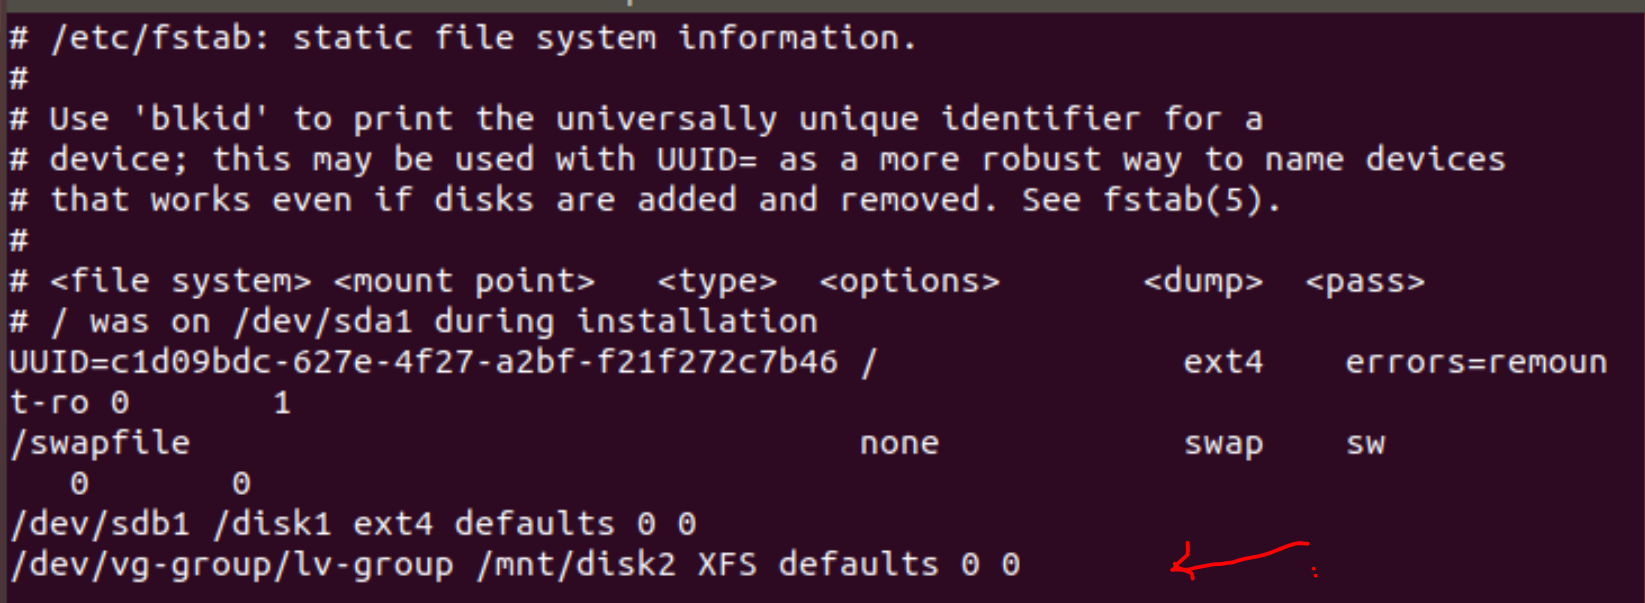 # /etc/fstab: static file system information.
#
# Use 'blkid' to print the universally unique identifier for a
# device; this may be used with UUID= as a more robust way to name devices
# that works even if disks are added and removed. See fstab(5).
#
# <file system> <mount point>   <type>  <options>       <dump>  <pass>
# / was on /dev/sda1 during installation
UUID=c1d09bdc-627e-4f27-a2bf-f21f272c7b46 /               ext4    errors=remoun
t-ro 0       1
/swapfile                                 none            swap    sw
   0       0
/dev/sdb1 /disk1 ext4 defaults 0 0
/dev/vg-group/lv-group /mnt/disk2 XFS defaults 0 0